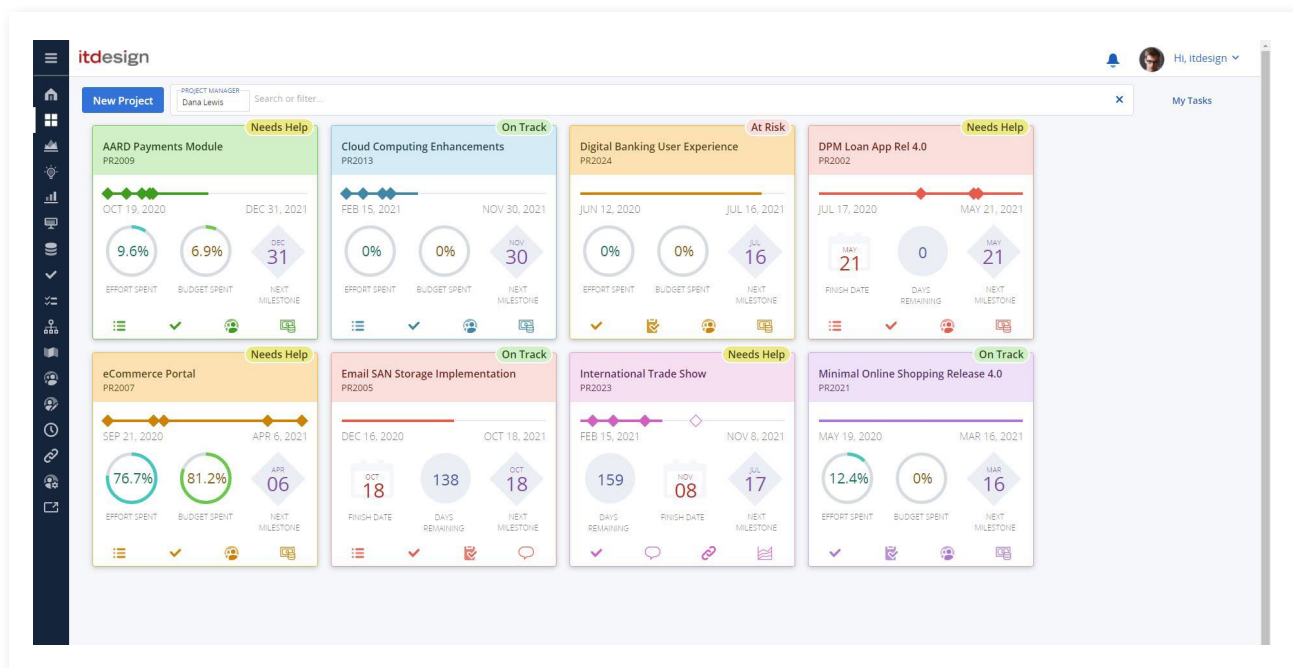 itdesign
Hi, itdesign
New Project
PROJECT MANAGER
Dana Lewis
Search or filter...
My Tasks
Needs Help
AARD Payments Module
PR2009
OCT 19, 2020 DEC 31, 2021
9.6%
6.9%
DEC
31
EFFORT SPENT
BUDGET SPENT
NEXT
MILESTONE
On Track
Cloud Computing Enhancements
PR2013
FEB 15, 2021 NOV 30, 2021
0%
0%
NOV
30
EFFORT SPENT
BUDGET SPENT
NEXT
MILESTONE
At Risk
Digital Banking User Experience
PR2024
JUN 12, 2020 JUL 16, 2021
0%
0%
JUL
16
EFFORT SPENT
BUDGET SPENT
NEXT
MILESTONE
Needs Help
DPM Loan App Rel 4.0
PR2002
JUL 17, 2020 MAY 21, 2021
MAY
21
0
MAY
21
FINISH DATE
DAYS
REMAINING
NEXT
MILESTONE
Needs Help
eCommerce Portal
PR2007
SEP 21, 2020 APR 6, 2021
76.7%
81.2%
APR
06
EFFORT SPENT
BUDGET SPENT
NEXT
MILESTONE
On Track
Email SAN Storage Implementation
PR2005
DEC 16, 2020 OCT 18, 2021
OCT
18
138
OCT
18
FINISH DATE
DAYS
REMAINING
NEXT
MILESTONE
Needs Help
International Trade Show
PR2023
FEB 15, 2021 NOV 8, 2021
159
NOV
08
JUL
17
DAYS
REMAINING
FINISH DATE
NEXT
MILESTONE
On Track
Minimal Online Shopping Release 4.0
PR2021
MAY 19, 2020 MAR 16, 2021
12.4%
0%
MAR
16
EFFORT SPENT
BUDGET SPENT
NEXT
MILESTONE